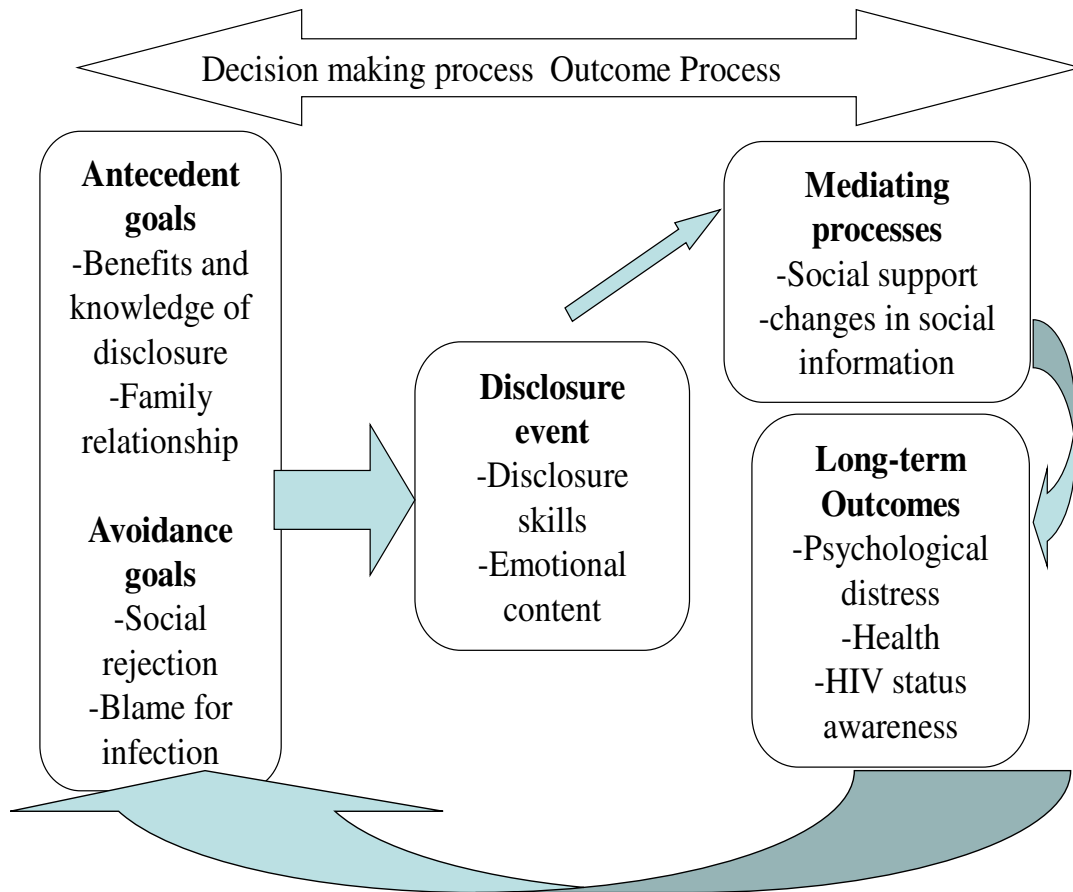 Decision making process  Outcome Process
Antecedent
goals
-Benefits and
knowledge of
disclosure
-Family
relationship
Avoidance
goals
-Social
rejection
-Blame for
infection
Disclosure
event
-Disclosure
skills
-Emotional
content
Mediating
processes
-Social support
-changes in social
information
Long-term
Outcomes
-Psychological
distress
-Health
-HIV status
awareness